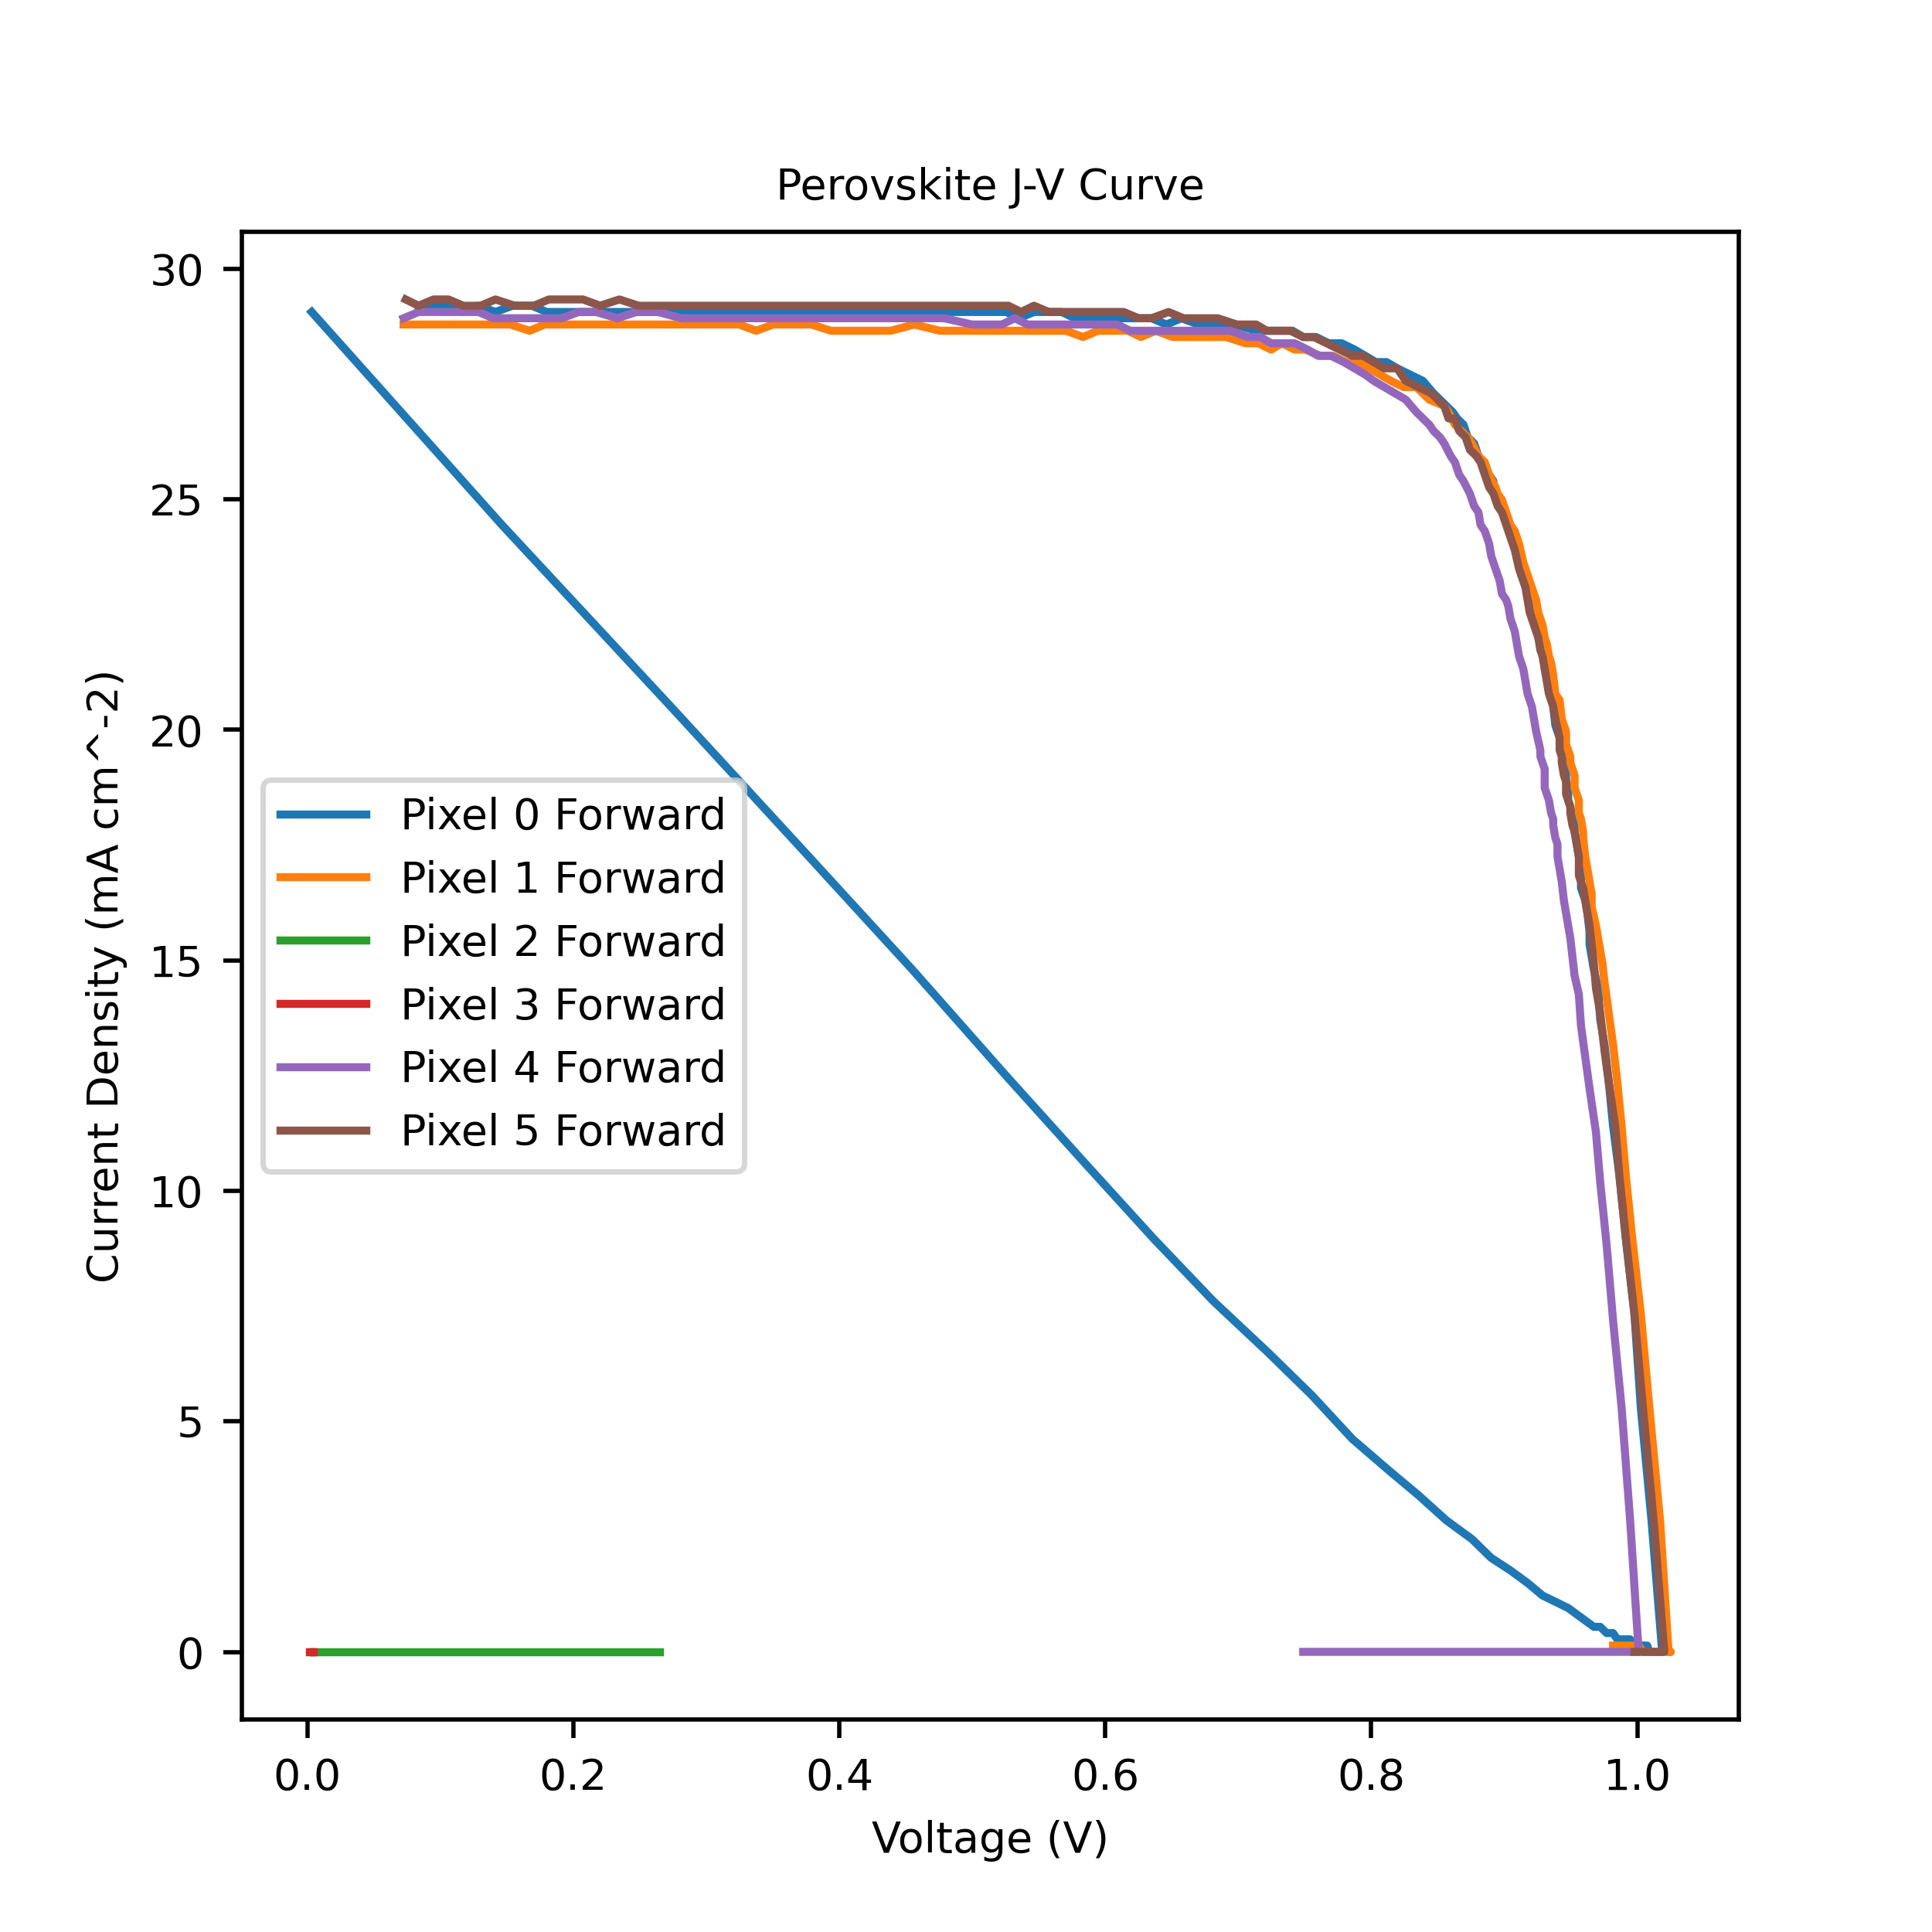 Perovskite J-V Curve
Current Density (mA cm^-2)
30
25
20
15
10
5
0
Pixel 0 Forward
Pixel 1 Forward
Pixel 2 Forward
Pixel 3 Forward
Pixel 4 Forward
Pixel 5 Forward
0.0 0.2 0.4 0.6 0.8 1.0
Voltage (V)